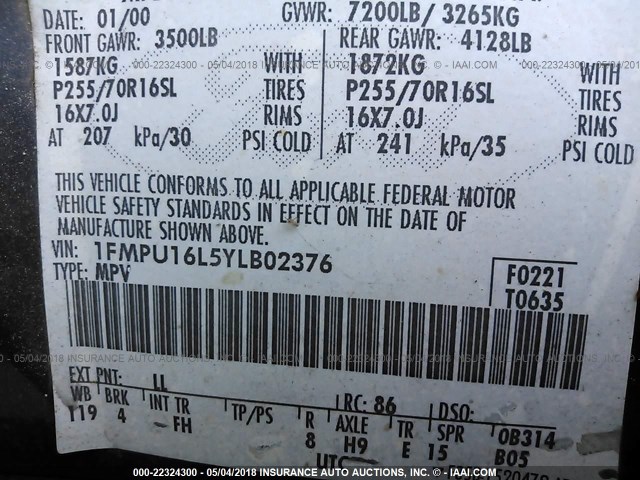 DATE: 01/00 GVWR: 7200LB/ 3265KG
FRONT GAWR: 3500LB REAR GAWR: 4128LB
1587KG WITH 1872KG WITH
P255/70R16SL TIRES P255/70R16SL TIRES
16X7.0J RIMS 16X7.0J RIMS
AT 207 kPa/30 PSI COLD AT 241 kPa/35 PSI COLD
THIS VEHICLE CONFORMS TO ALL APPLICABLE FEDERAL MOTOR
VEHICLE SAFETY STANDARDS IN EFFECT ON THE DATE OF
MANUFACTURE SHOWN ABOVE.
VIN: 1FMPU16L5YLB02376
TYPE: MPV
F0221
T0635
EXT PNT: LL RC: 86 DSO:
WB BRK INT TR TP/PS R AXLE TR SPR 0B314
119 4 -FH 8 H9 E 15 B05
UTC
000-22324300 - 05/04/2018 INSURANCE AUTO AUCTIONS, INC. - IAAI.COM